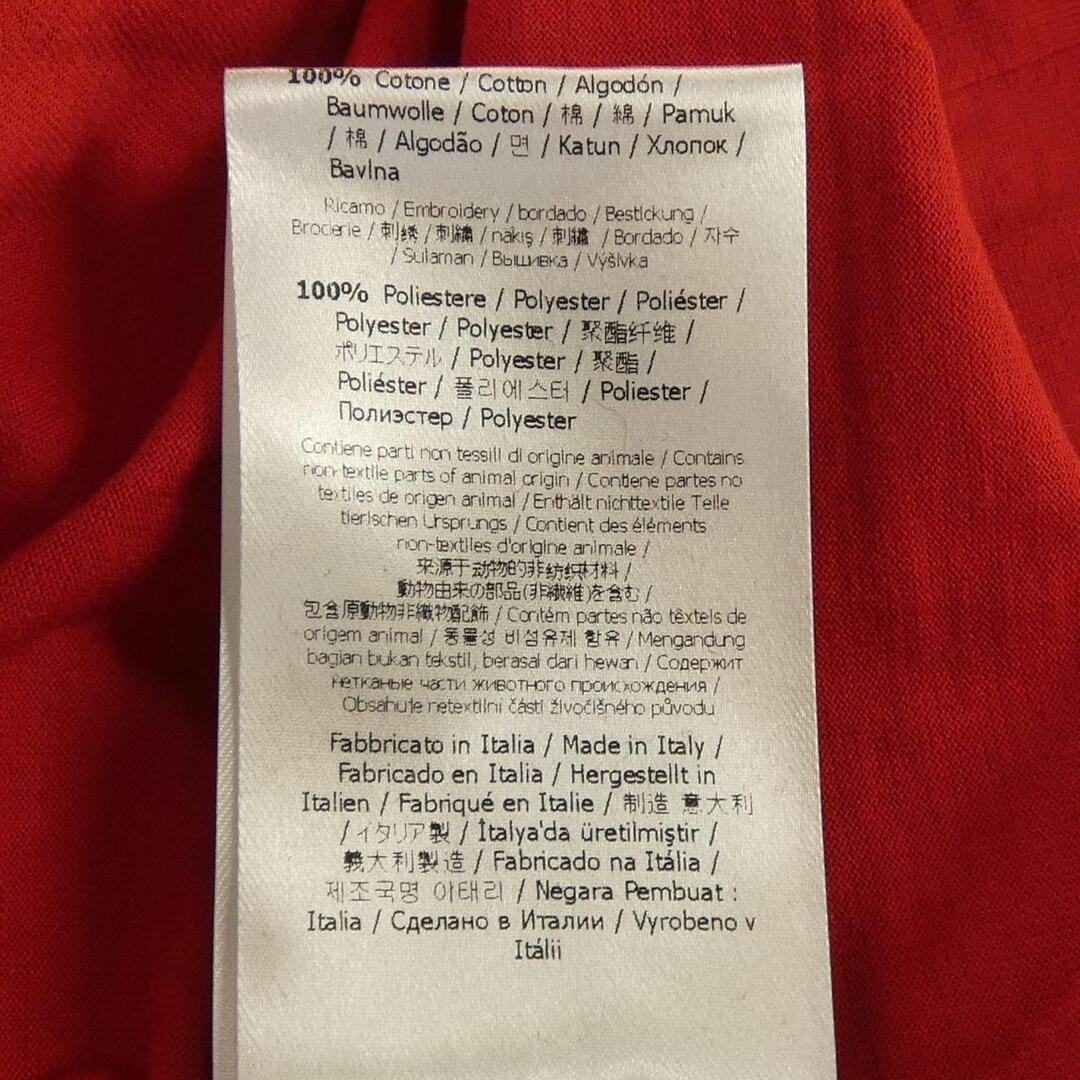 100% Cotone / Cotton / Algodón /
Baumwolle / Coton / 棉 / 綿 / Pamuk
/ 棉 / Algodão / 면 / Katun / Хлопок /
Bavlna
Ricamo / Embroidery / bordado / Bestickung /
Broderie / 刺绣 / 刺繍 / nakış / 刺繡 / Bordado / 자수
/ Sulaman / Вышивка / Výšivka
100% Poliestere / Polyester / Poliéster /
Polyester / Polyester / 聚酯纤维 /
ポリエステル / Polyester / 聚酯 /
Poliéster / 폴리에스터 / Poliester /
Полиэстер / Polyester
Contiene parti non tessili di origine animale / Contains
non-textile parts of animal origin / Contiene partes no
textiles de origen animal / Enthält nichttextile Teile
tierischen Ursprungs / Contient des éléments
non-textiles d'origine animale /
来源于动物的非纺织材料 /
動物由来の部品(非繊維)を含む /
包含原動物非織物配飾 / Contém partes não têxteis de
origem animal / 동물성 비섬유제 함유 / Mengandung
bagian bukan tekstil, berasal dari hewan / Содержит
нетканые части животного происхождения /
Obsahuje netextilní části živočišného původu
Fabbricato in Italia / Made in Italy /
Fabricado en Italia / Hergestellt in
Italien / Fabriqué en Italie / 制造 意大利
/ イタリア製 / İtalya'da üretilmiştir /
義大利製造 / Fabricado na Itália /
제조국명 이태리 / Negara Pembuat :
Italia / Сделано в Италии / Vyrobeno v
Itálii